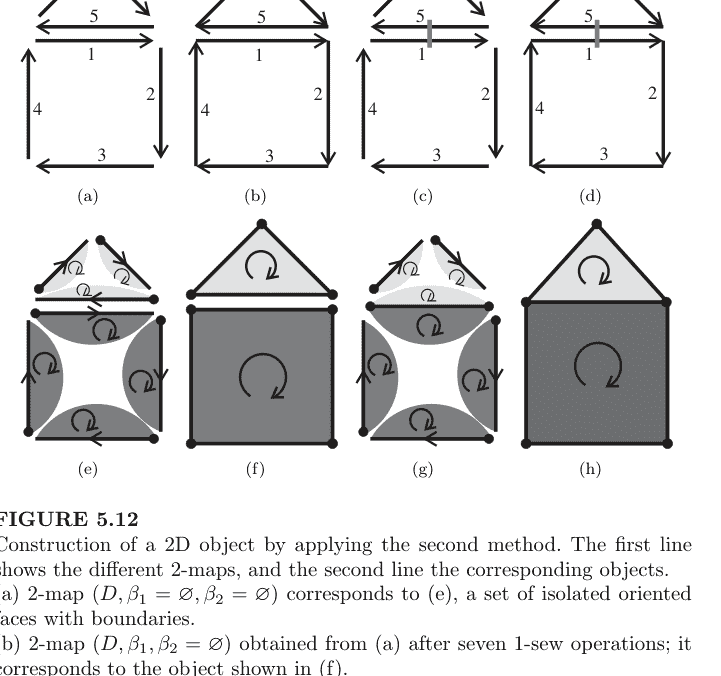 5 5 5 5
1 1 1 1
2 2 2 2
4 4 4 4
3 3 3 3
(a) (b) (c) (d)
(e) (f) (g) (h)
FIGURE 5.12
Construction of a 2D object by applying the second method. The first line
shows the different 2-maps, and the second line the corresponding objects.
(a) 2-map (D, β₁ = ∅, β₂ = ∅) corresponds to (e), a set of isolated oriented
faces with boundaries.
(b) 2-map (D, β₁, β₂ = ∅) obtained from (a) after seven 1-sew operations; it
corresponds to the object shown in (f).